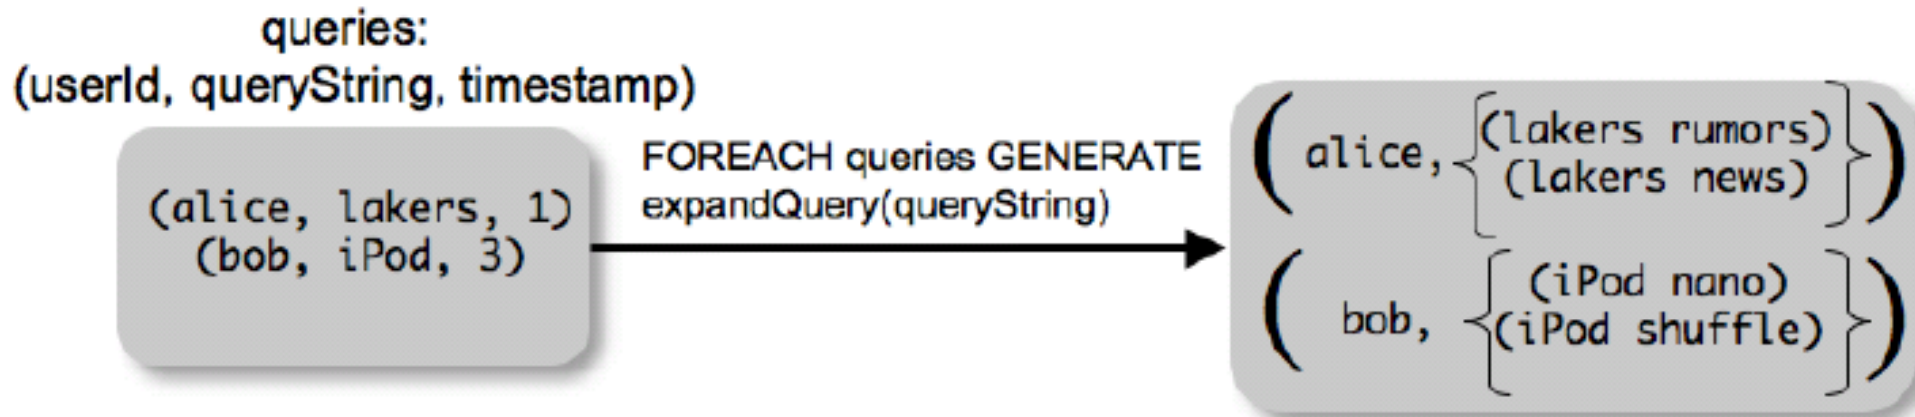 queries:
(userId, queryString, timestamp)
(alice, lakers, 1)
(bob, iPod, 3)
FOREACH queries GENERATE
expandQuery(queryString)
(alice, {(lakers rumors)
(lakers news)})
(bob, {(iPod nano)
(iPod shuffle)})